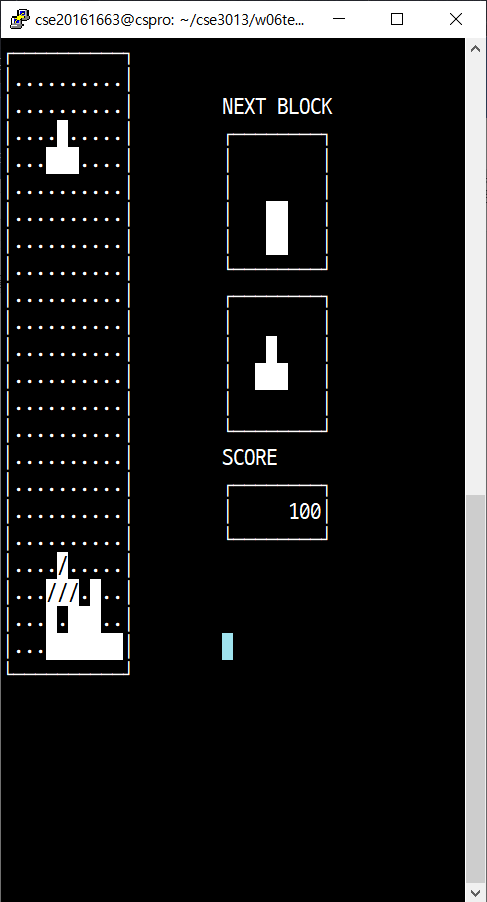 cse20161663@cspro: ~/cse3013/w06te...
NEXT BLOCK
SCORE
100